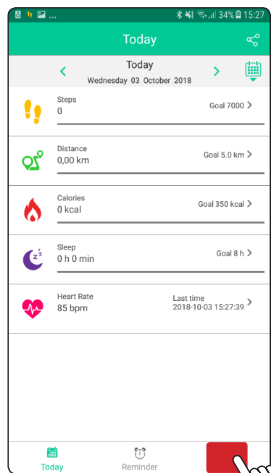 ... 34% 15:27
Today
Today
Wednesday 03 October 2018
Steps
0
Goal 7000
Distance
0,00 km
Goal 5.0 km
Calories
0 kcal
Goal 350 kcal
Sleep
0 h 0 min
Goal 8 h
Heart Rate
85 bpm
Last time
2018-10-03 15:27:39
Today
Reminder